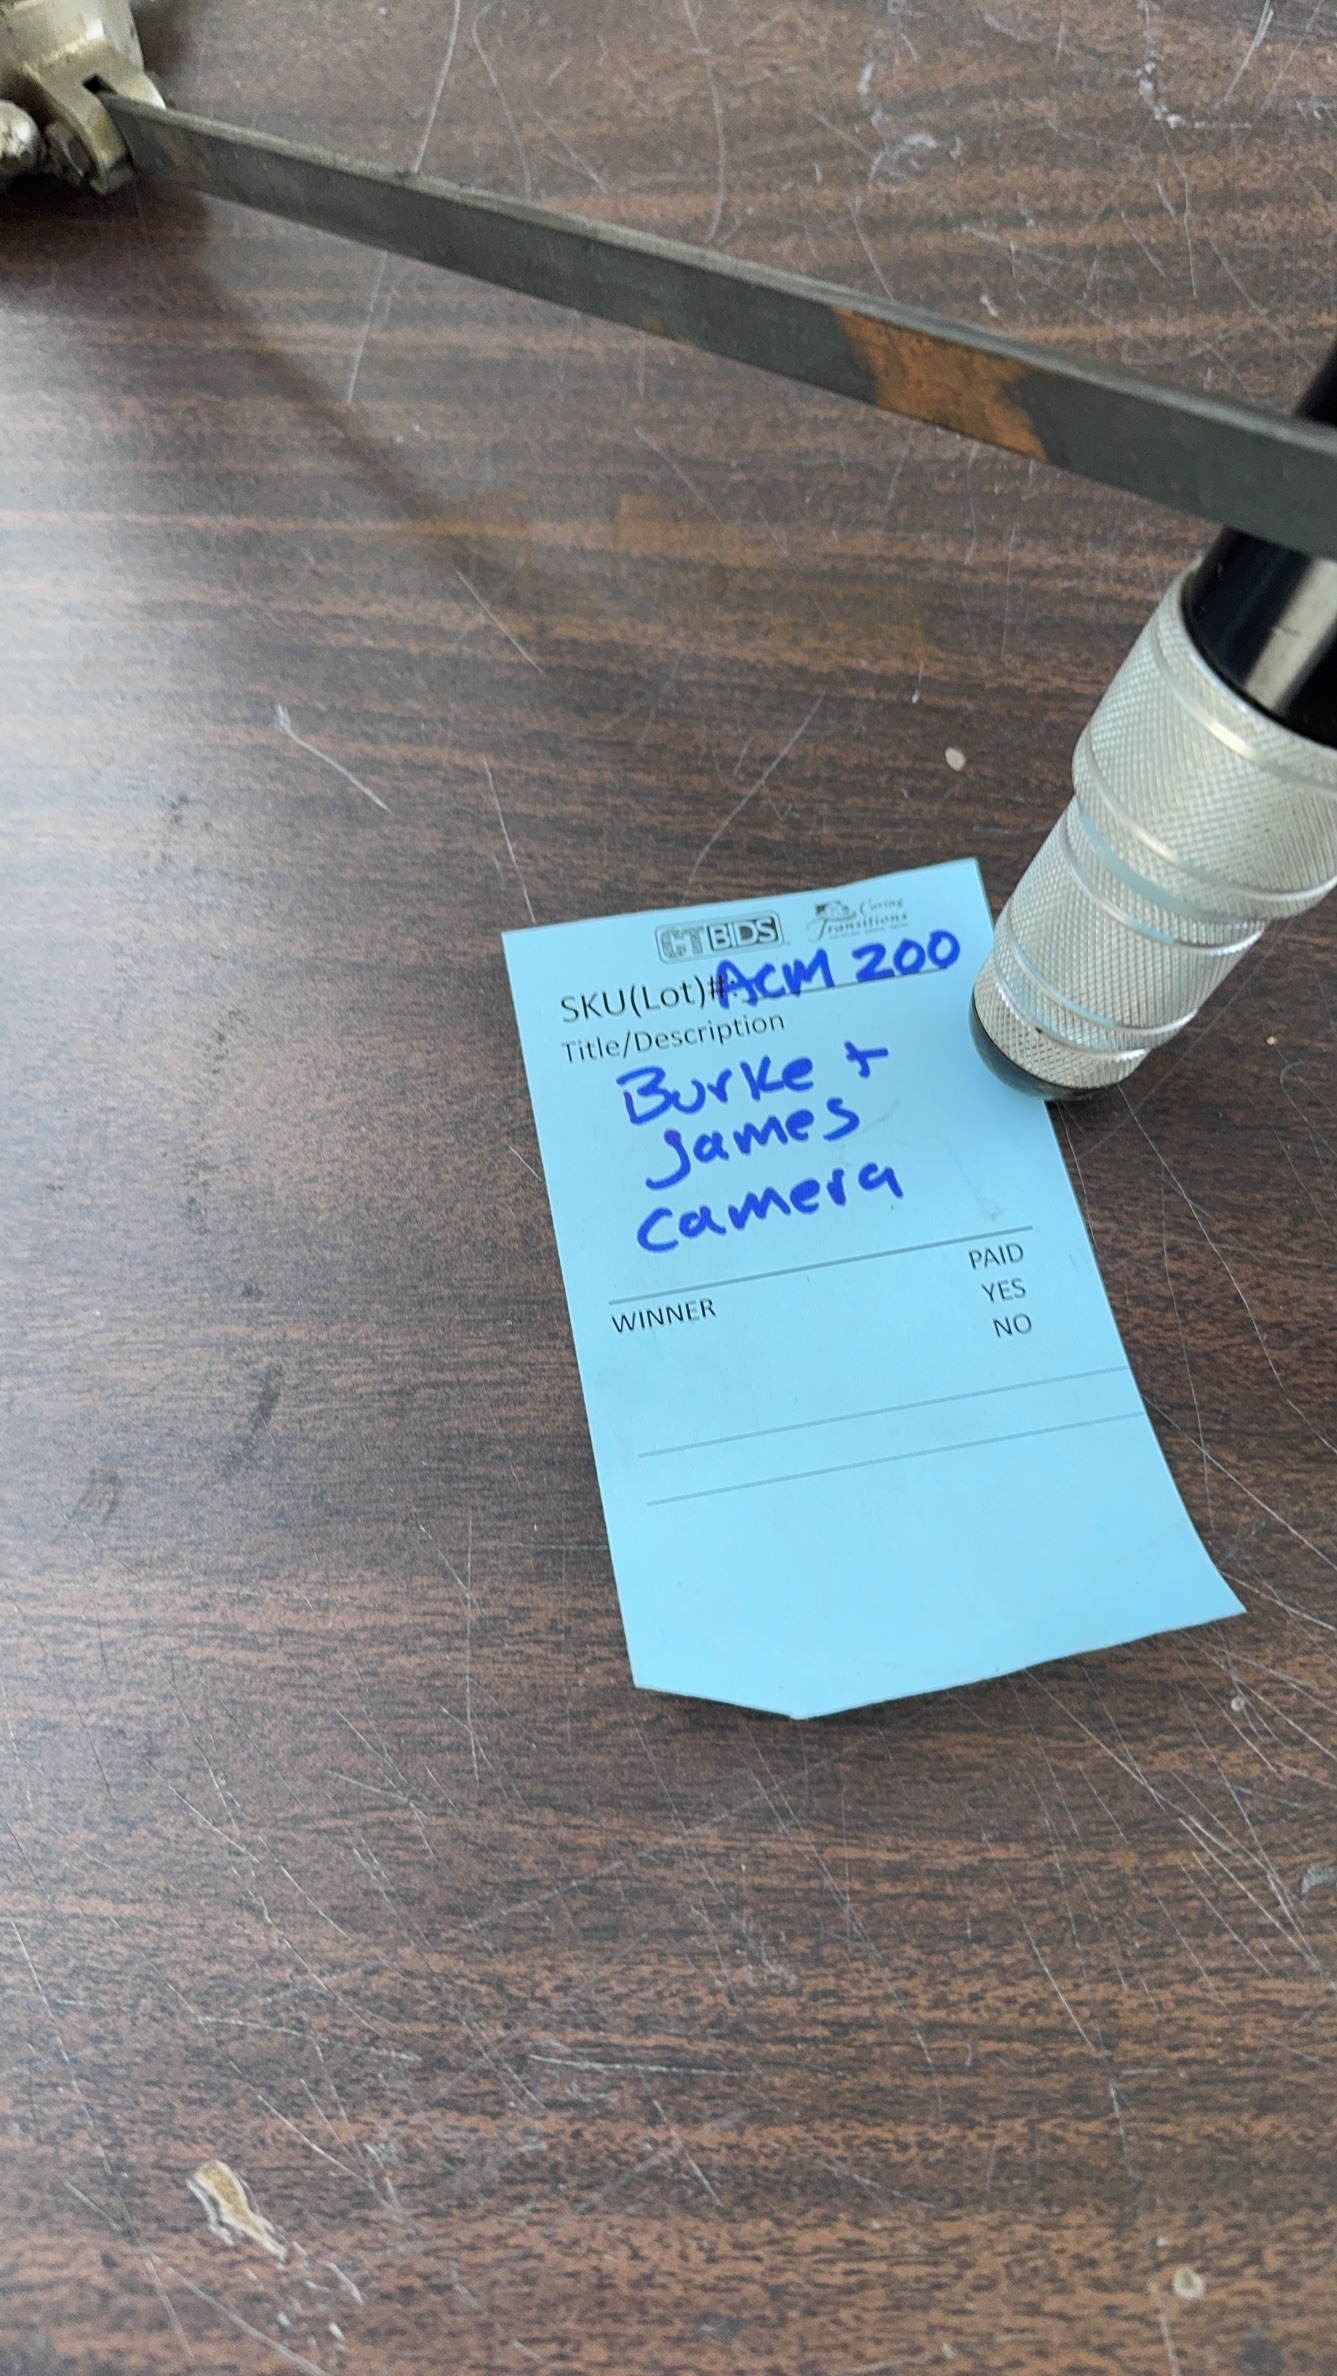 CTBIDS Caring Transitions
SKU(Lot)#: ACM 200
Title/Description
Burke +
James
camera
PAID
WINNER YES
NO